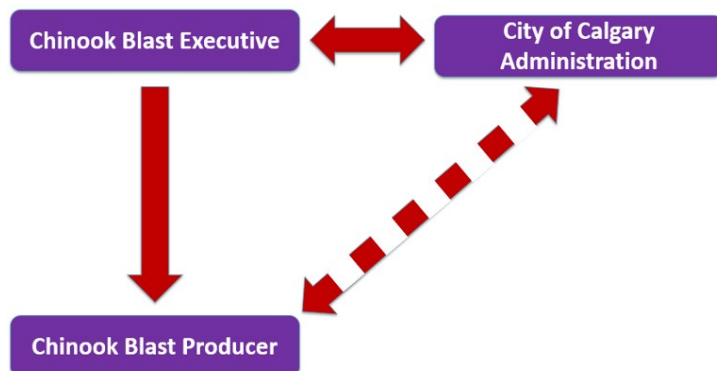 Chinook Blast Executive
City of Calgary
Administration
Chinook Blast Producer